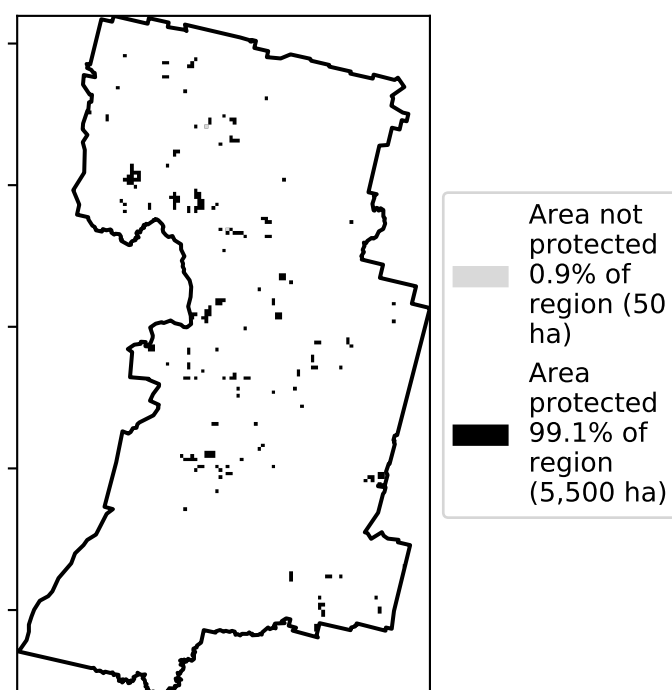 Area not
protected
0.9% of
region (50
ha)
Area
protected
99.1% of
region
(5,500 ha)